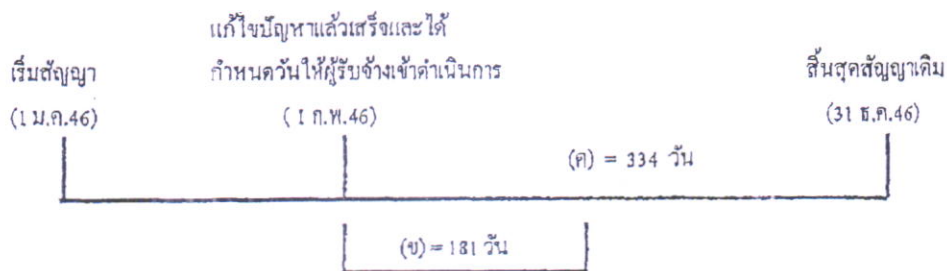 แก้ไขปัญหาแล้วเสร็จและได้
เริ่มสัญญา กำหนดวันให้ผู้รับจ้างเข้าดำเนินการ สิ้นสุดสัญญาเดิม
(1 ม.ค.46) ( 1 ก.พ.46) (31 ธ.ค.46)
(ค) = 334 วัน
(ข) = 181 วัน